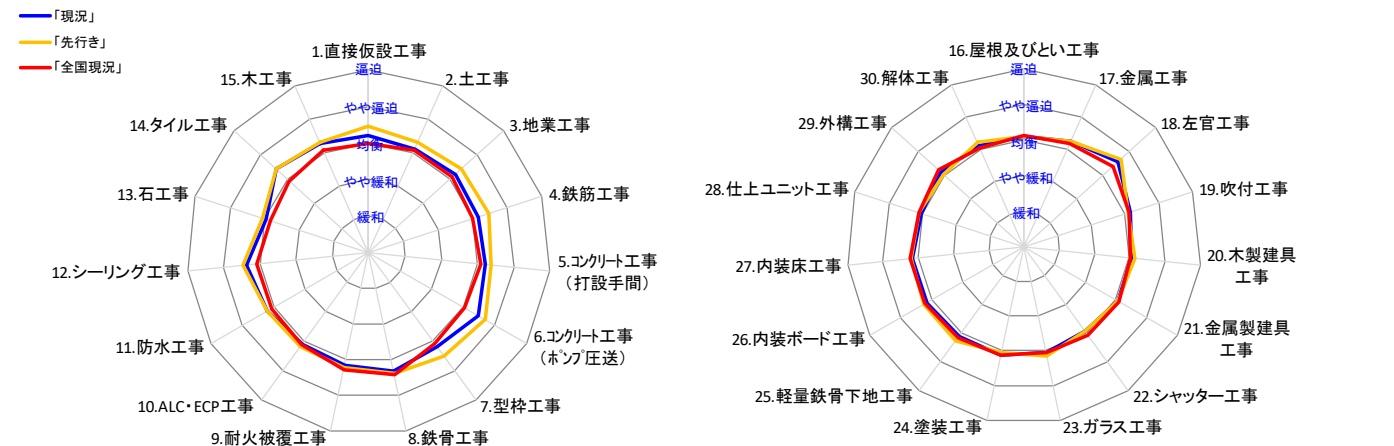 「現況」
「先行き」
「全国現況」
1.直接仮設工事
2.土工事
3.地業工事
4.鉄筋工事
5.コンクリート工事
（打設手間）
6.コンクリート工事
（ポンプ圧送）
7.型枠工事
8.鉄骨工事
9.耐火被覆工事
10.ALC・ECP工事
11.防水工事
12.シーリング工事
13.石工事
14.タイル工事
15.木工事
逼迫
やや逼迫
均衡
やや緩和
緩和
16.屋根及びとい工事
17.金属工事
18.左官工事
19.吹付工事
20.木製建具
工事
21.金属製建具
工事
22.シャッター工事
23.ガラス工事
24.塗装工事
25.軽量鉄骨下地工事
26.内装ボード工事
27.内装床工事
28.仕上ユニット工事
29.外構工事
30.解体工事
逼迫
やや逼迫
均衡
やや緩和
緩和